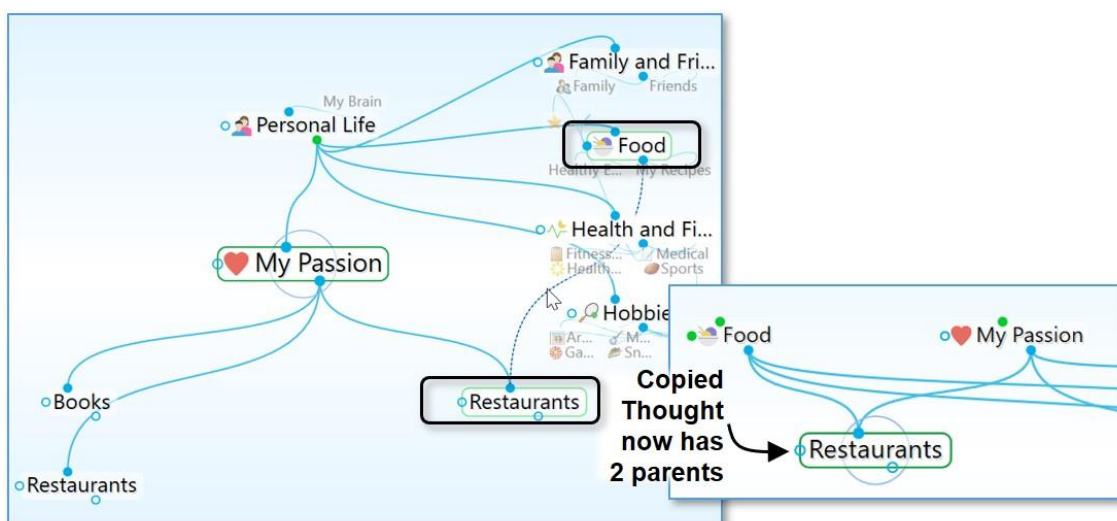 Family and Fri...
Family
Friends
My Brain
Personal Life
Food
Healthy E...
My Recipes
Health and Fi...
Fitness...
Medical
Health...
Sports
My Passion
Hobbie
Ar...
M...
Ga...
Sn...
Books
Restaurants
Restaurants
Food
My Passion
Copied
Thought
now has
2 parents
Restaurants